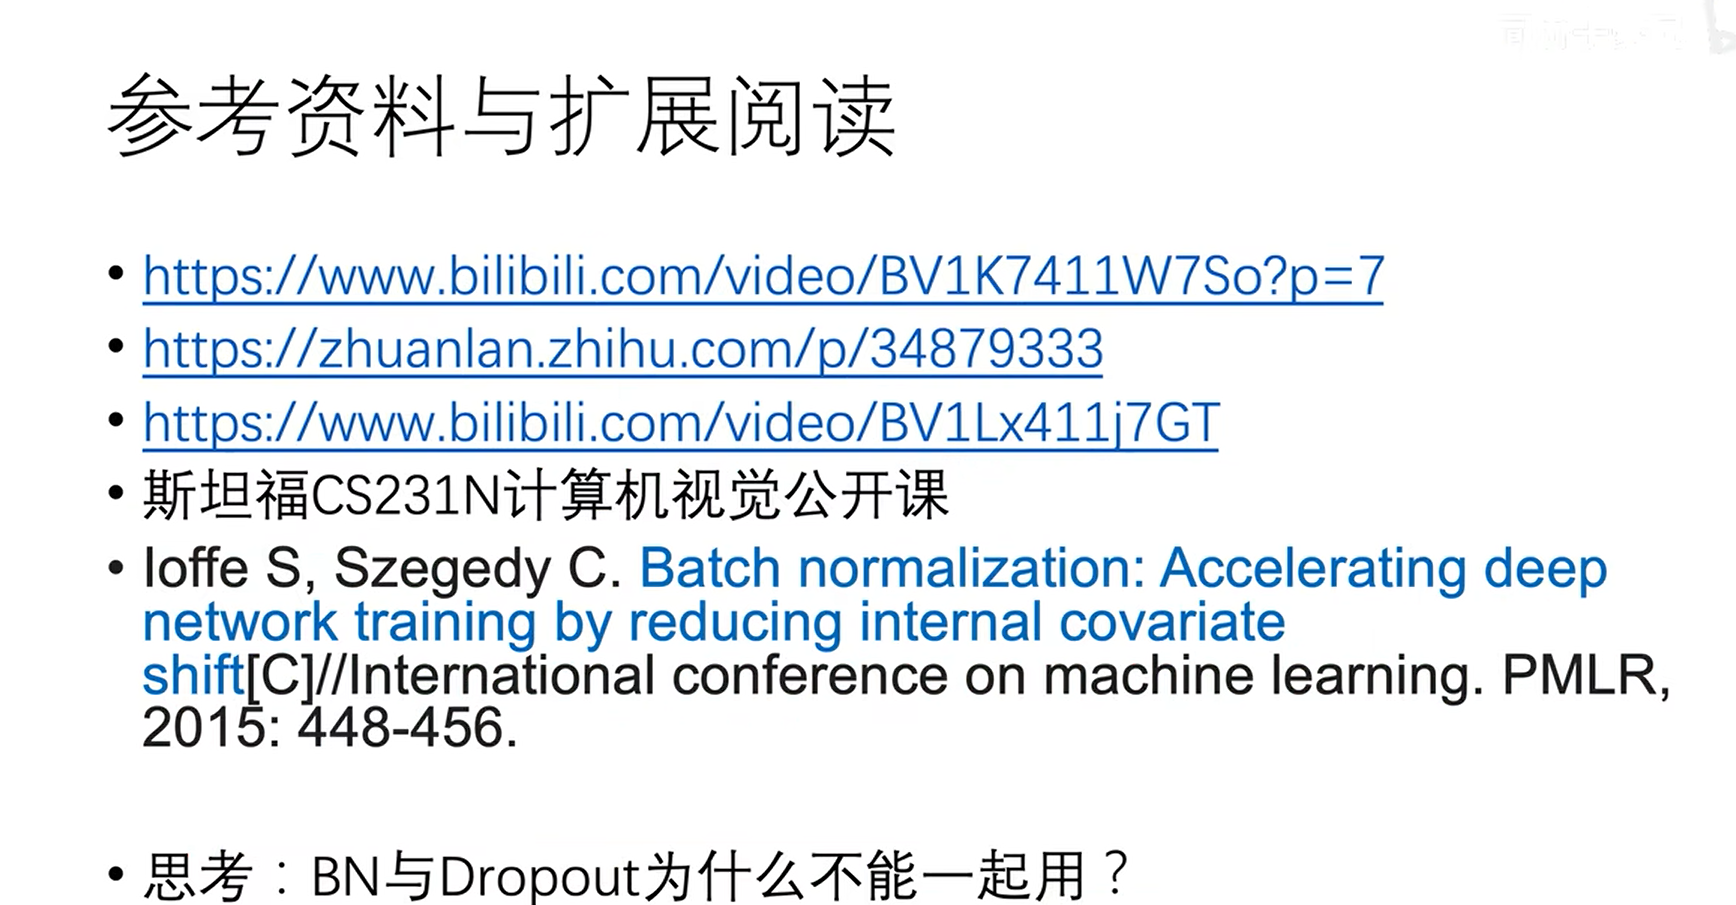 参考资料与扩展阅读
• https://www.bilibili.com/video/BV1K7411W7So?p=7
• https://zhuanlan.zhihu.com/p/34879333
• https://www.bilibili.com/video/BV1Lx411j7GT
• 斯坦福CS231N计算机视觉公开课
• Ioffe S, Szegedy C. Batch normalization: Accelerating deep
network training by reducing internal covariate
shift[C]//International conference on machine learning. PMLR,
2015: 448-456.
• 思考：BN与Dropout为什么不能一起用？